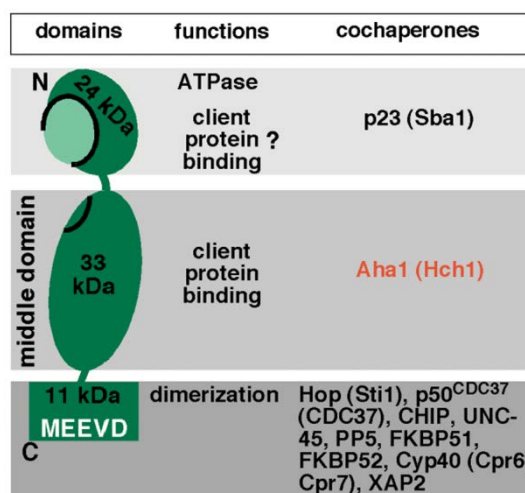 domains functions cochaperones
N
24 kDa
ATPase
client
protein ?
binding
p23 (Sba1)
middle domain
33
kDa
client
protein
binding
Aha1 (Hch1)
11 kDa
MEEVD
C
dimerization
Hop (Sti1), p50CDC37
(CDC37), CHIP, UNC-
45, PP5, FKBP51,
FKBP52, Cyp40 (Cpr6
Cpr7), XAP2